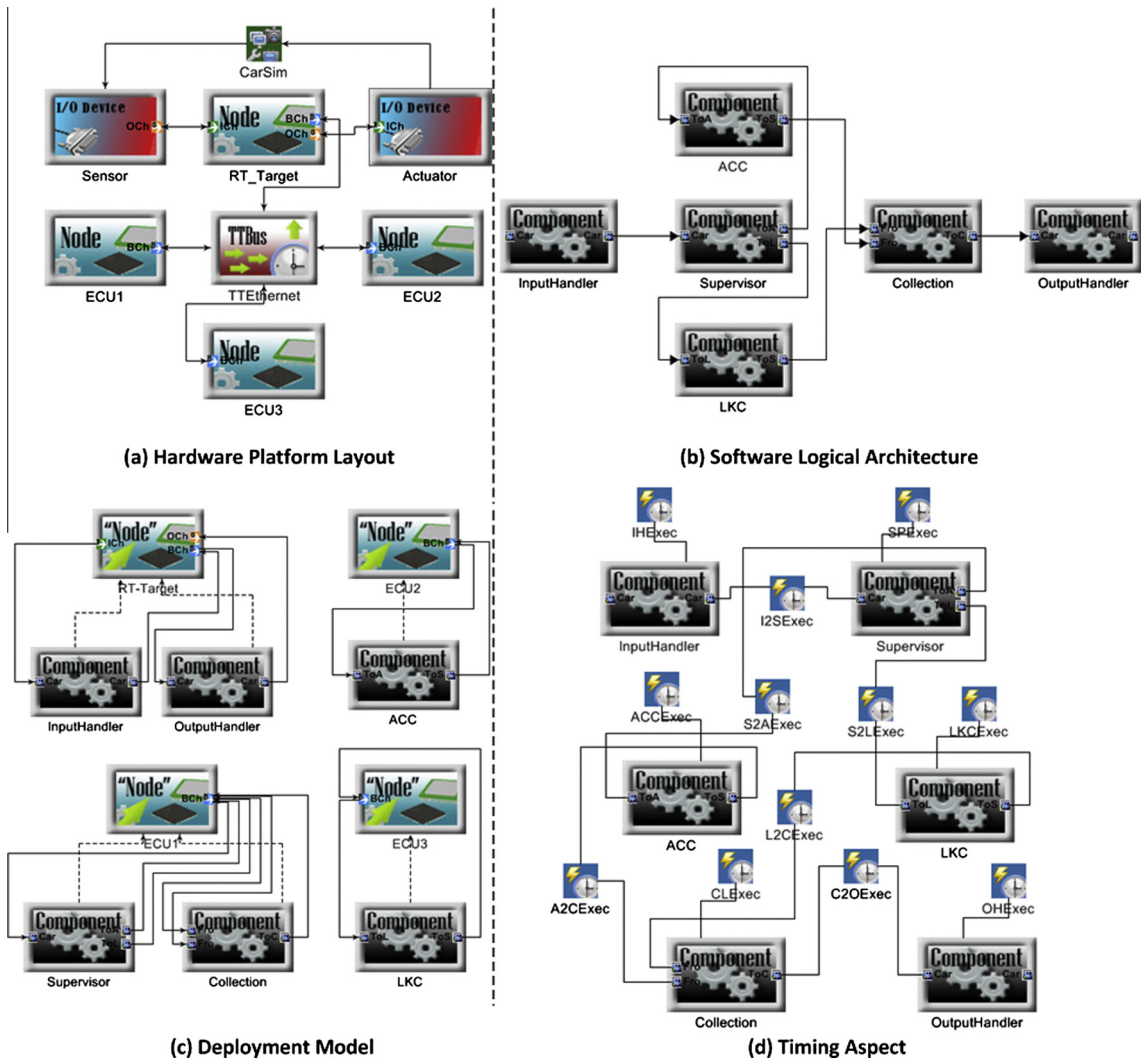 CarSim
I/O Device
OCh
Sensor
Node
ICh
BCh
OCh
RT_Target
I/O Device
ICh
Actuator
Node
BCh
ECU1
TTBus
TTEthernet
Node
BCh
ECU2
Node
BCh
ECU3
(a) Hardware Platform Layout
Component
ToA
ToS
ACC
Component
Car
Car
InputHandler
Component
Car
ToA
ToL
Supervisor
Component
Fro
Fro
ToC
Collection
Component
Car
Car
OutputHandler
Component
ToL
ToS
LKC
(b) Software Logical Architecture
"Node"
ICh
OCh
BCh
RT-Target
"Node"
BCh
ECU2
Component
Car
Car
InputHandler
Component
Car
Car
OutputHandler
Component
ToA
ToS
ACC
"Node"
BCh
ECU1
"Node"
BCh
ECU3
Component
Car
ToA
ToL
Supervisor
Component
Fro
Fro
ToC
Collection
Component
ToL
ToS
LKC
(c) Deployment Model
IHExec
SPExec
Component
Car
Car
InputHandler
I2SExec
Component
Car
ToA
ToL
Supervisor
ACCExec
S2AExec
S2LExec
LKCExec
Component
ToA
ToS
ACC
L2CExec
Component
ToL
ToS
LKC
A2CExec
CLExec
C2OExec
OHExec
Component
Fro
Fro
ToC
Collection
Component
Car
Car
OutputHandler
(d) Timing Aspect